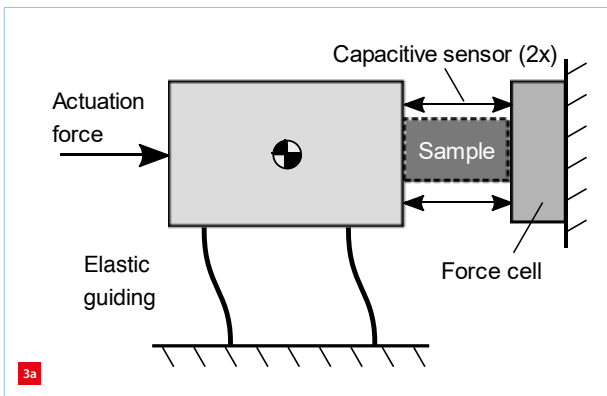 Capacitive sensor (2x)
Actuation
force
Sample
Elastic
guiding
Force cell
3a